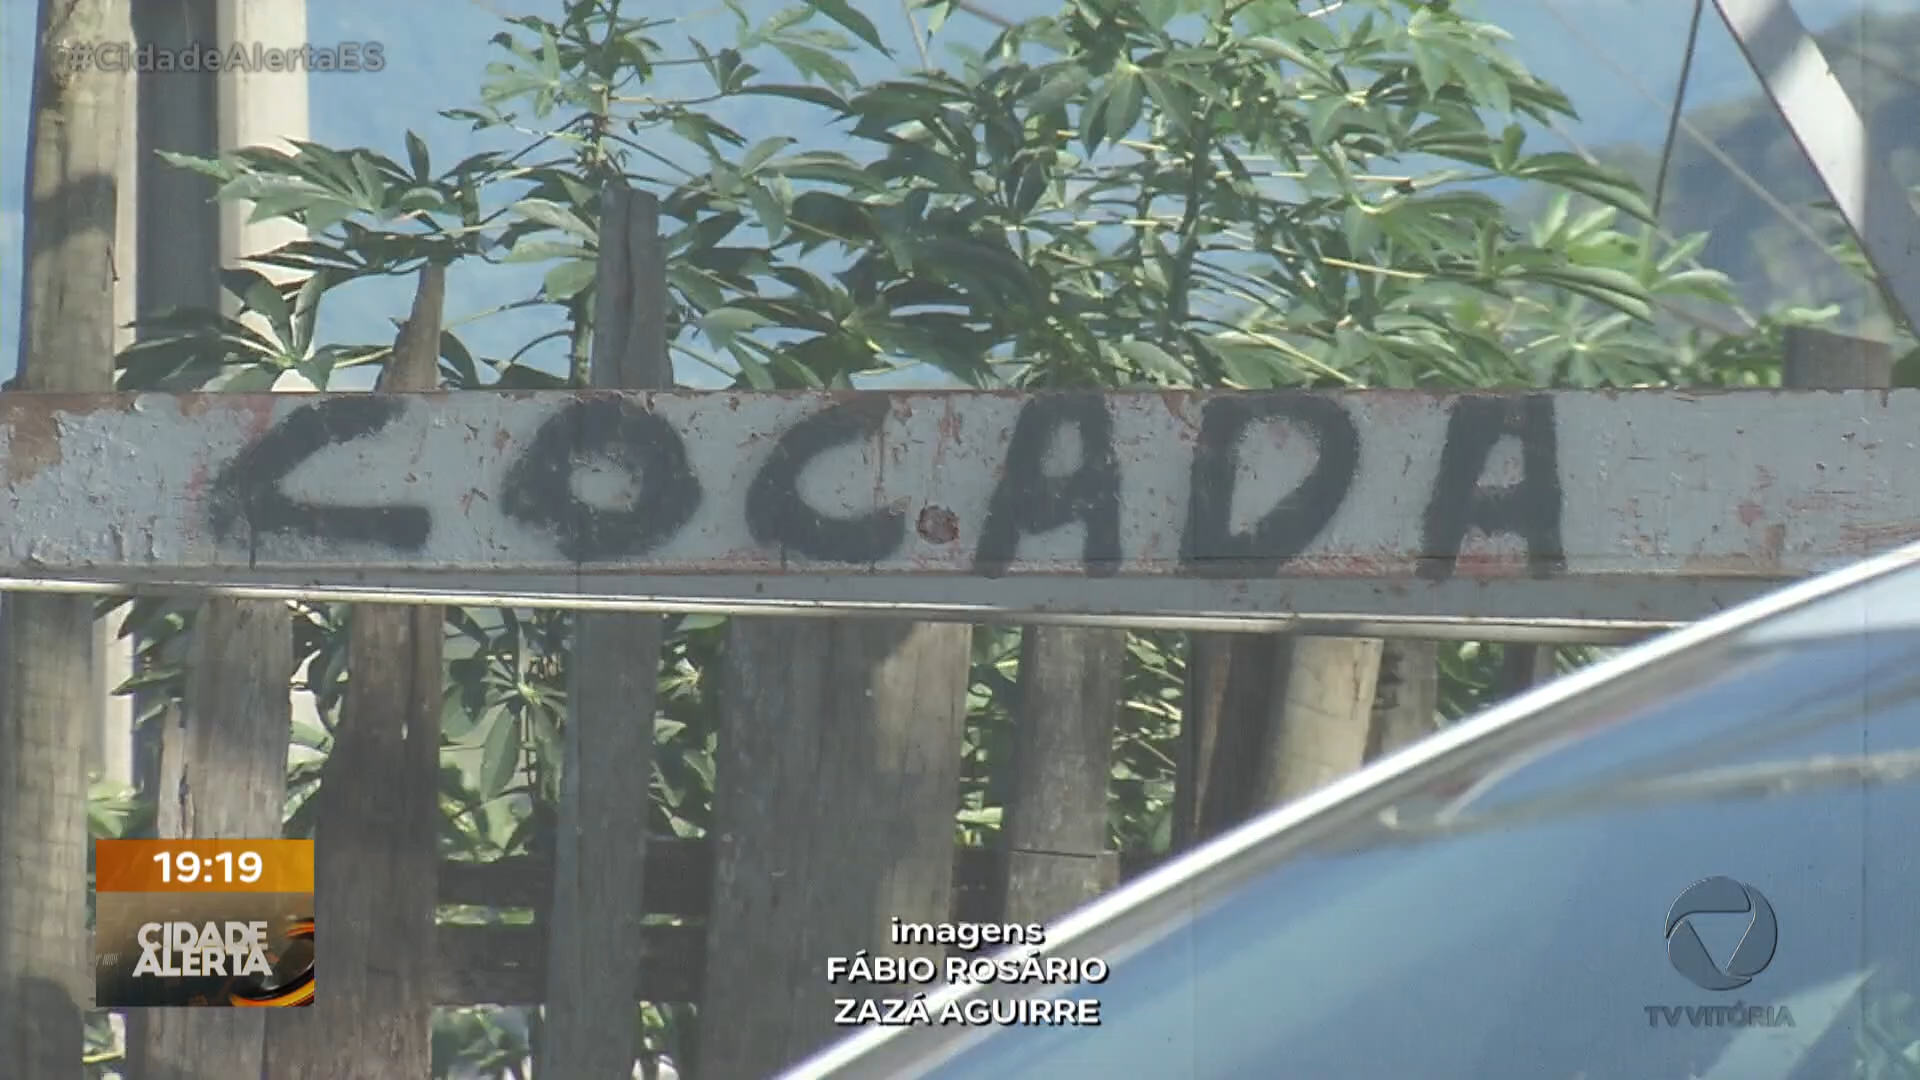 #CidadeAlertaES
COCADA
19:19
CIDADE
ALERTA
imagens
FÁBIO ROSÁRIO
ZAZÁ AGUIRRE
TV VITÓRIA